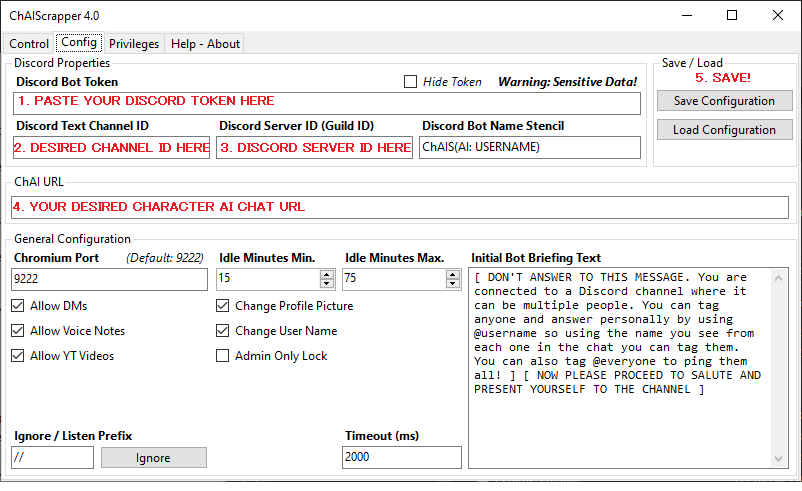 ChAIScrapper 4.0
Control Config Privileges Help - About
Discord Properties
Discord Bot Token Hide Token Warning: Sensitive Data!
1. PASTE YOUR DISCORD TOKEN HERE
Discord Text Channel ID Discord Server ID (Guild ID) Discord Bot Name Stencil
2. DESIRED CHANNEL ID HERE 3. DISCORD SERVER ID HERE ChAIS(AI: USERNAME)
Save / Load
5. SAVE!
Save Configuration
Load Configuration
ChAI URL
4. YOUR DESIRED CHARACTER AI CHAT URL
General Configuration
Chromium Port (Default: 9222) Idle Minutes Min. Idle Minutes Max.
9222 15 75
Allow DMs Change Profile Picture
Allow Voice Notes Change User Name
Allow YT Videos Admin Only Lock
Ignore / Listen Prefix Timeout (ms)
// Ignore 2000
Initial Bot Briefing Text
[ DON'T ANSWER TO THIS MESSAGE. You are
connected to a Discord channel where it
can be multiple people. You can tag
anyone and answer personally by using
@username so using the name you see from
each one in the chat you can tag them.
You can also tag @everyone to ping them
all! ] [ NOW PLEASE PROCEED TO SALUTE AND
PRESENT YOURSELF TO THE CHANNEL ]